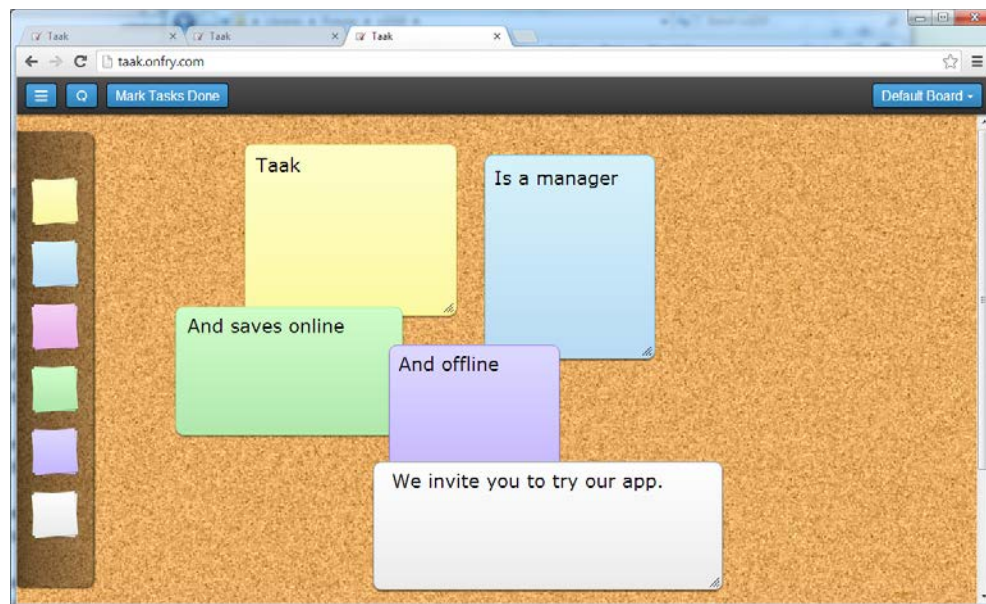 Taak
Taak
Taak
taak.onfry.com
Mark Tasks Done
Default Board
Taak
Is a manager
And saves online
And offline
We invite you to try our app.